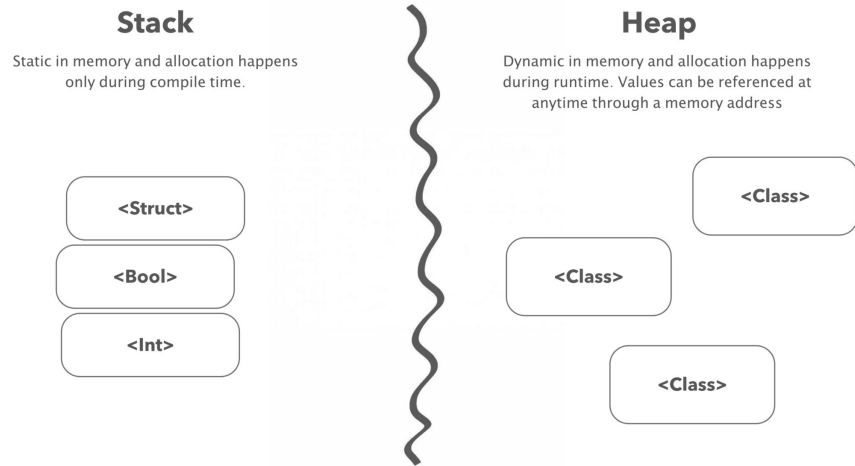 Stack
Static in memory and allocation happens
only during compile time.
<Struct>
<Bool>
<Int>
Heap
Dynamic in memory and allocation happens
during runtime. Values can be referenced at
anytime through a memory address
<Class>
<Class>
<Class>